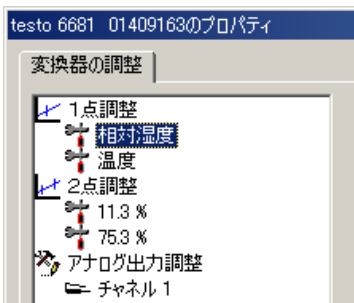 testo 6681 01409163のプロパティ
変換器の調整
1点調整
相対湿度
温度
2点調整
11.3 %
75.3 %
アナログ出力調整
チャネル 1